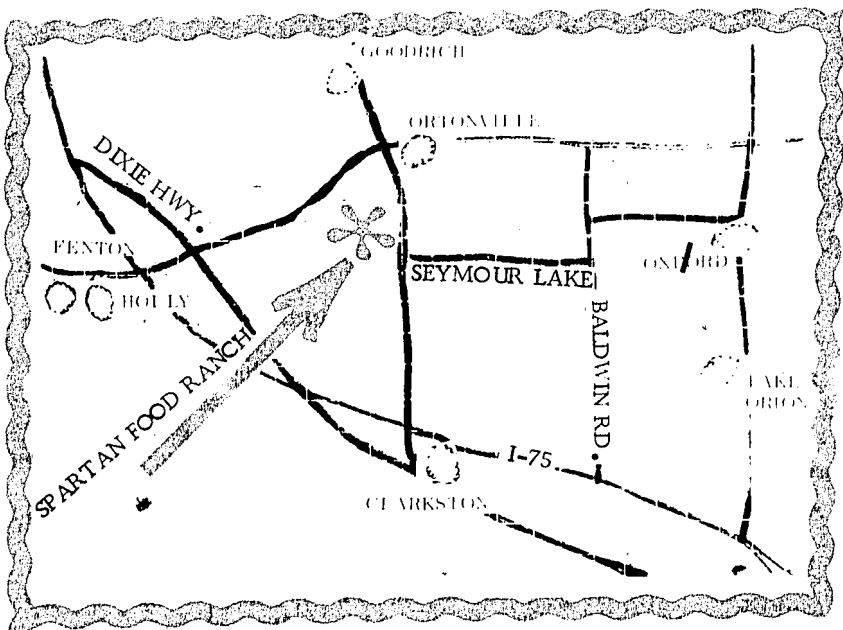 GOODRICH
ORTONVILLE
DIXIE HWY.
FENTON
HOLLY
SEYMOUR LAKE
OXFORD
BALDWIN RD.
LAKE
ORION
SPARTAN FOOD RANCH
I-75
CLARKSTON